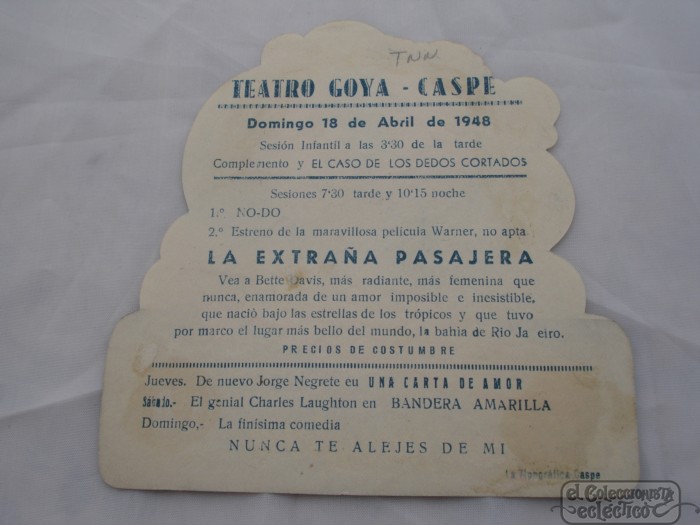 TNN
TEATRO GOYA - CASPE
Domingo 18 de Abril de 1948
Sesión Infantil a las 3'30 de la tarde
Complemento y EL CASO DE LOS DEDOS CORTADOS
Sesiones 7'30 tarde y 10'15 noche
1.º NO-DO
2.º Estreno de la maravillosa película Warner, no apta
LA EXTRAÑA PASAJERA
Vea a Bette Davis, más radiante, más femenina que
nunca, enamorada de un amor imposible e inesistible,
que nació bajo las estrellas de los trópicos y que tuvo
por marco el lugar más bello del mundo, la bahia de Rio Ja eiro.
PRECIOS DE COSTUMBRE
Jueves. De nuevo Jorge Negrete eu UNA CARTA DE AMOR
Sábado.- El genial Charles Laughton en BANDERA AMARILLA
Domingo,- La finísima comedia
NUNCA TE ALEJES DE MI
La Tipográfica Caspe
el Coleccionista
ecléctico